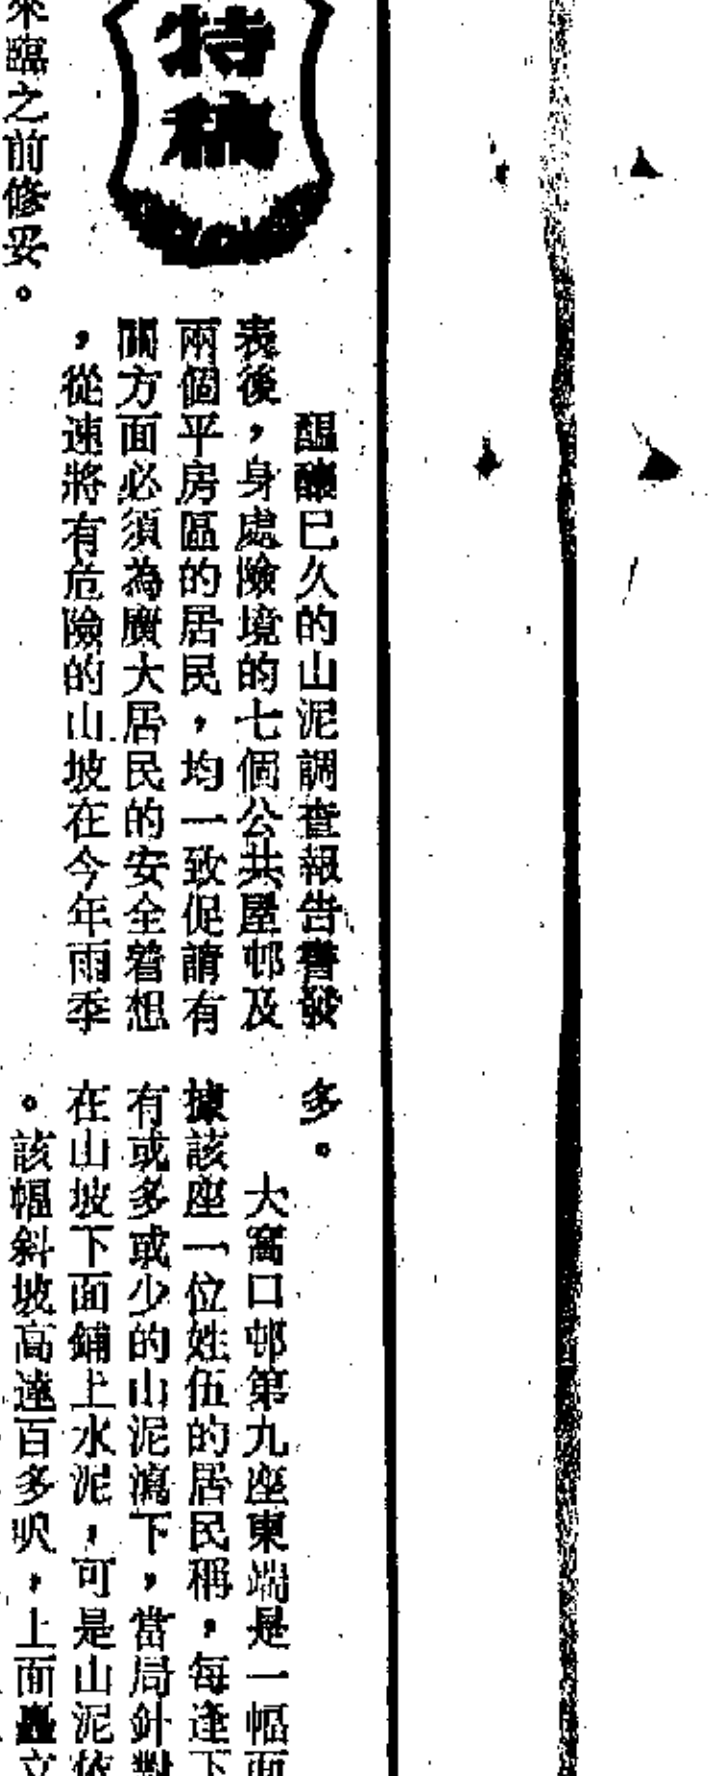 特稿
醞釀已久的山泥調查報告書發
表後，身處險境的七個公共屋邨及
兩個平房區的居民，均一致促請有
關方面必須為廣大居民的安全着想
，從速將有危險的山坡在今年雨季
來臨之前修妥。
多。
大窩口邨第九座東端是一幅面
據該座一位姓伍的居民稱，每逢下
有或多或少的山泥瀉下，當局針對
在山坡下面鋪上水泥，可是山泥依
。該幅斜坡高達百多呎，上面矗立